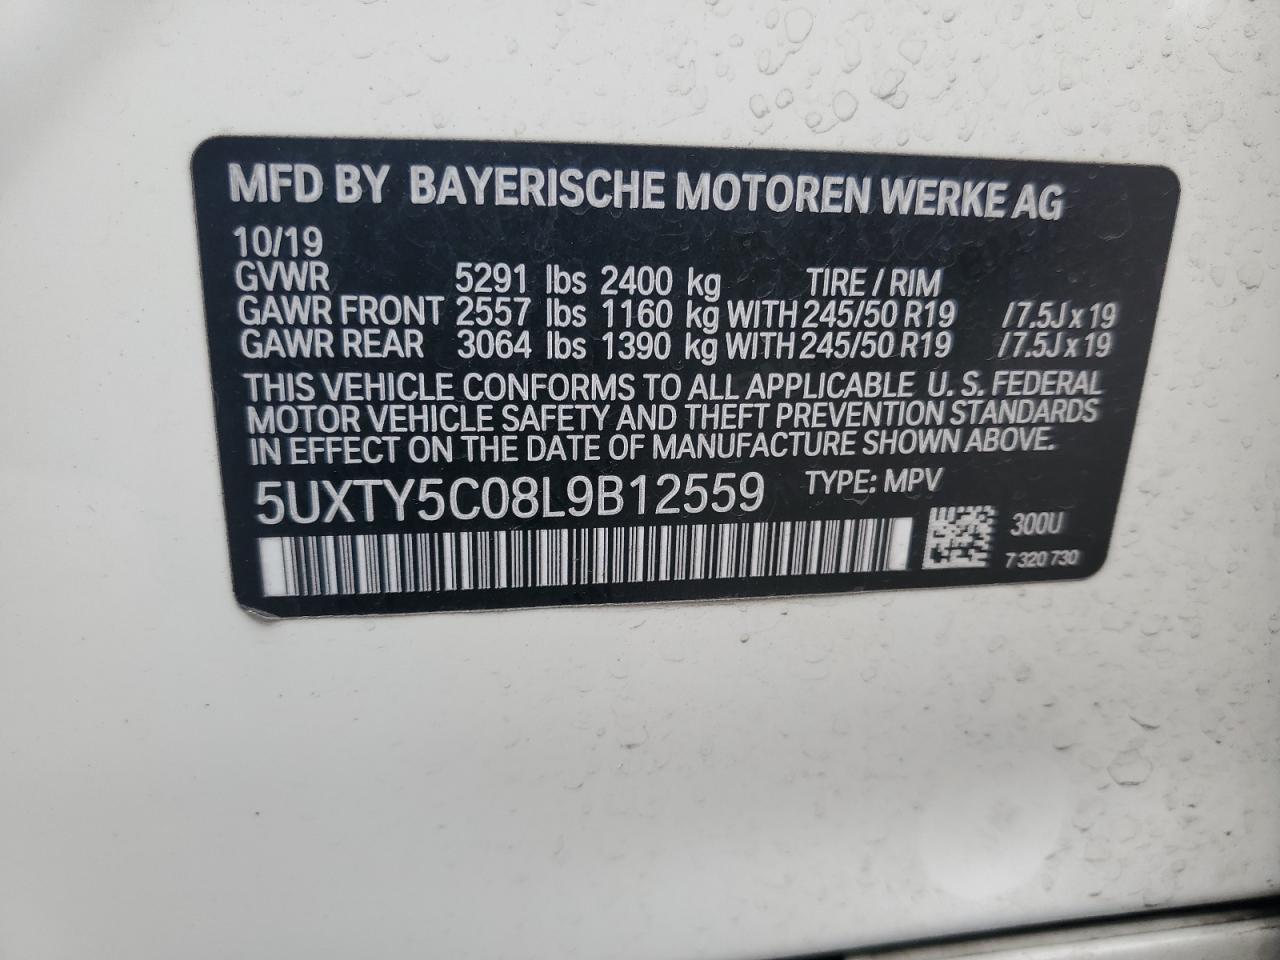 MFD BY BAYERISCHE MOTOREN WERKE AG
10/19
GVWR 5291 lbs 2400 kg TIRE / RIM
GAWR FRONT 2557 lbs 1160 kg WITH 245/50 R19 / 7.5J x 19
GAWR REAR 3064 lbs 1390 kg WITH 245/50 R19 / 7.5J x 19
THIS VEHICLE CONFORMS TO ALL APPLICABLE U. S. FEDERAL
MOTOR VEHICLE SAFETY AND THEFT PREVENTION STANDARDS
IN EFFECT ON THE DATE OF MANUFACTURE SHOWN ABOVE.
5UXTY5C08L9B12559 TYPE: MPV
300U
7 320 730